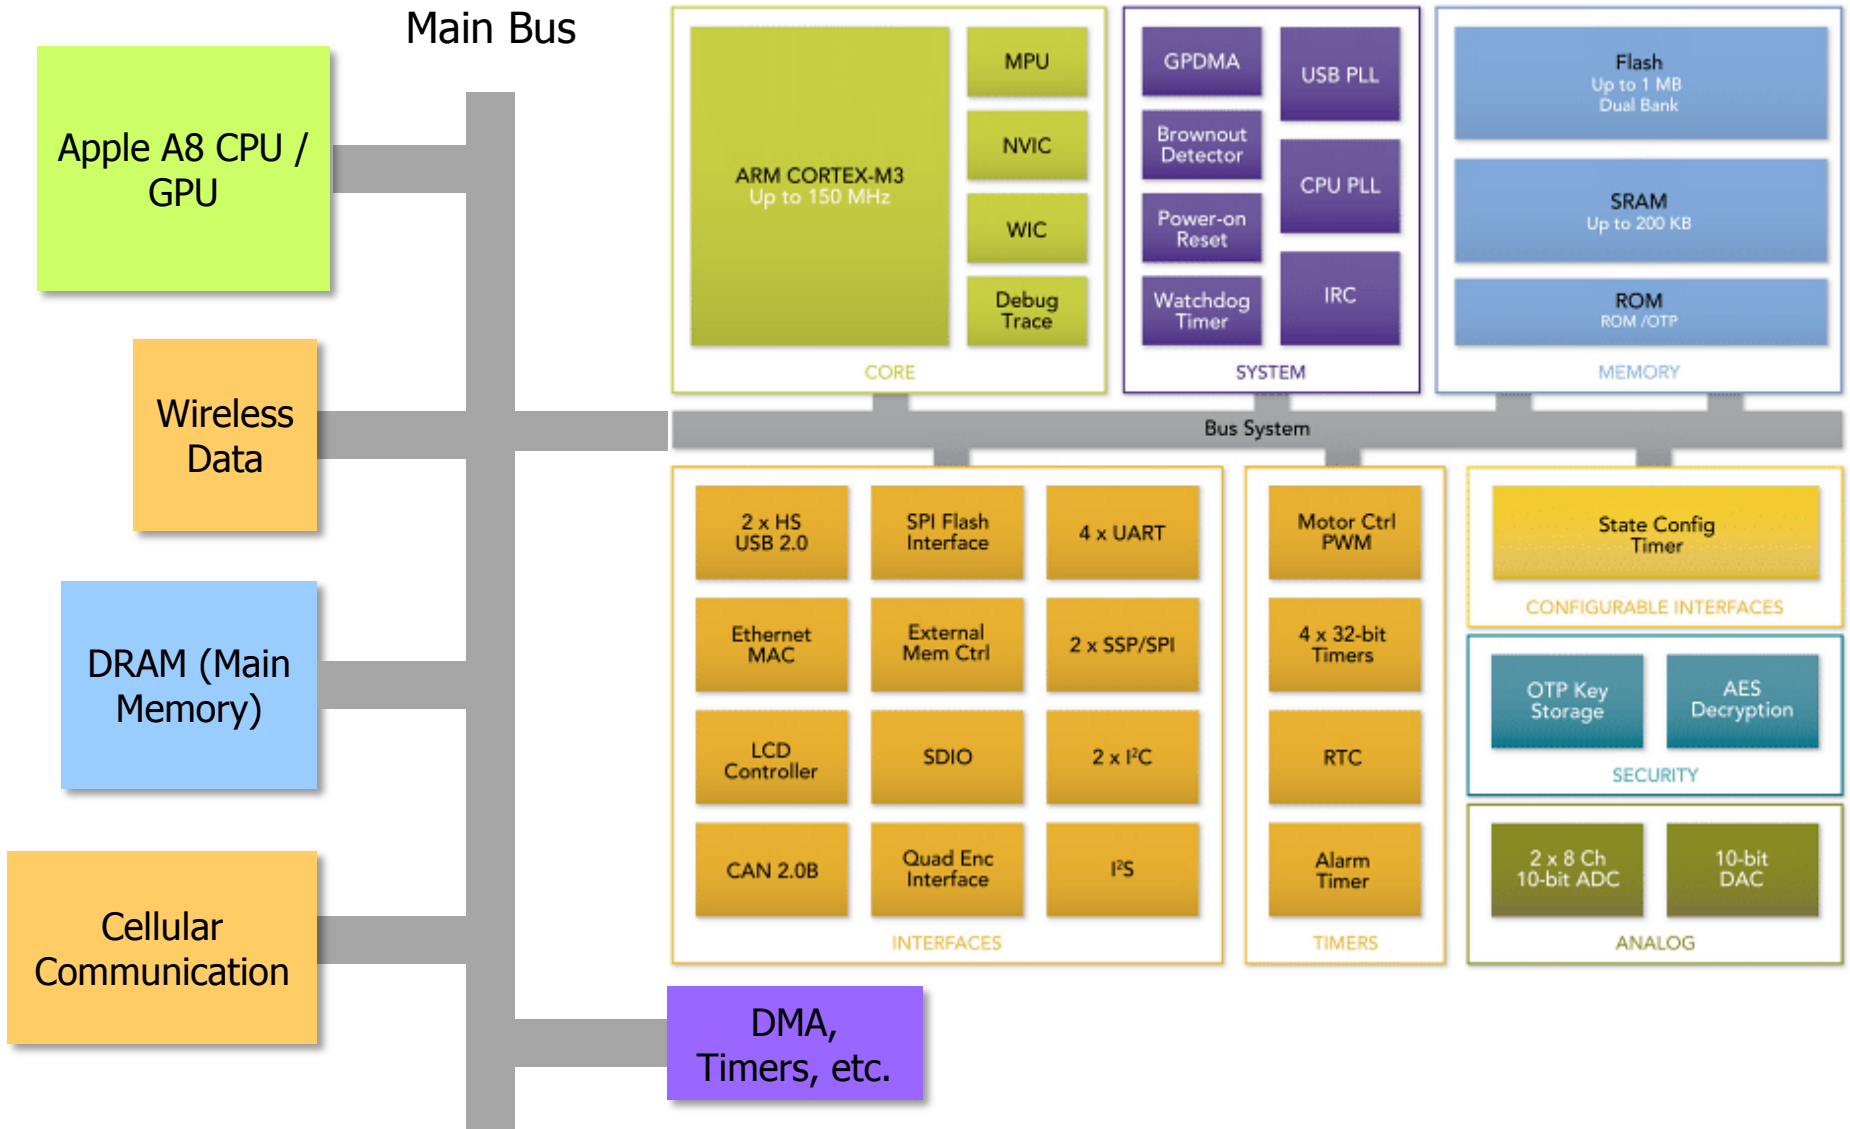 Main Bus
Apple A8 CPU /
GPU
Wireless
Data
DRAM (Main
Memory)
Cellular
Communication
DMA,
Timers, etc.
ARM CORTEX-M3
Up to 150 MHz
MPU
NVIC
WIC
Debug
Trace
CORE
GPDMA
Brownout
Detector
Power-on
Reset
Watchdog
Timer
USB PLL
CPU PLL
IRC
SYSTEM
Flash
Up to 1 MB
Dual Bank
SRAM
Up to 200 KB
ROM
ROM /OTP
MEMORY
Bus System
2 x HS
USB 2.0
SPI Flash
Interface
4 x UART
Ethernet
MAC
External
Mem Ctrl
2 x SSP/SPI
LCD
Controller
SDIO
2 x I²C
CAN 2.0B
Quad Enc
Interface
I²S
INTERFACES
Motor Ctrl
PWM
4 x 32-bit
Timers
RTC
Alarm
Timer
TIMERS
State Config
Timer
CONFIGURABLE INTERFACES
OTP Key
Storage
AES
Decryption
SECURITY
2 x 8 Ch
10-bit ADC
10-bit
DAC
ANALOG